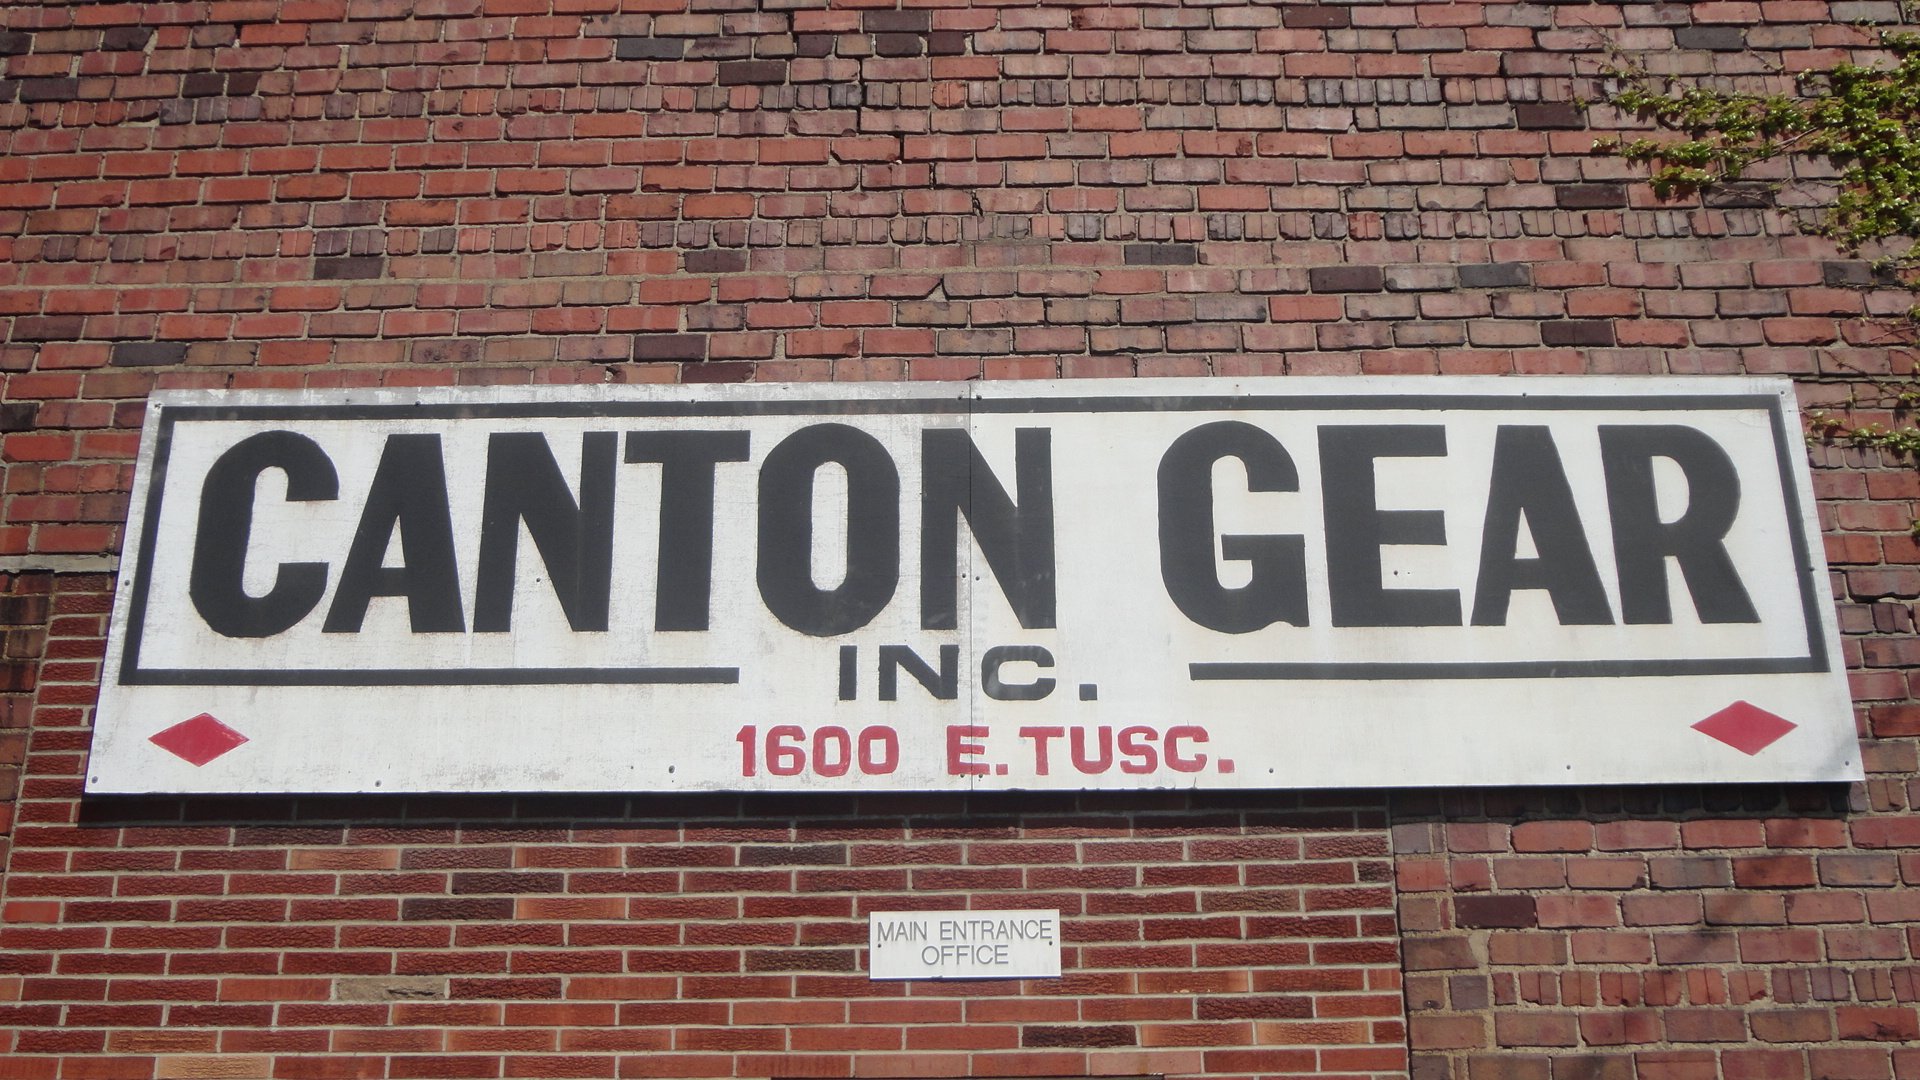 CANTON GEAR
INC.
1600 E. TUSC.
MAIN ENTRANCE
OFFICE